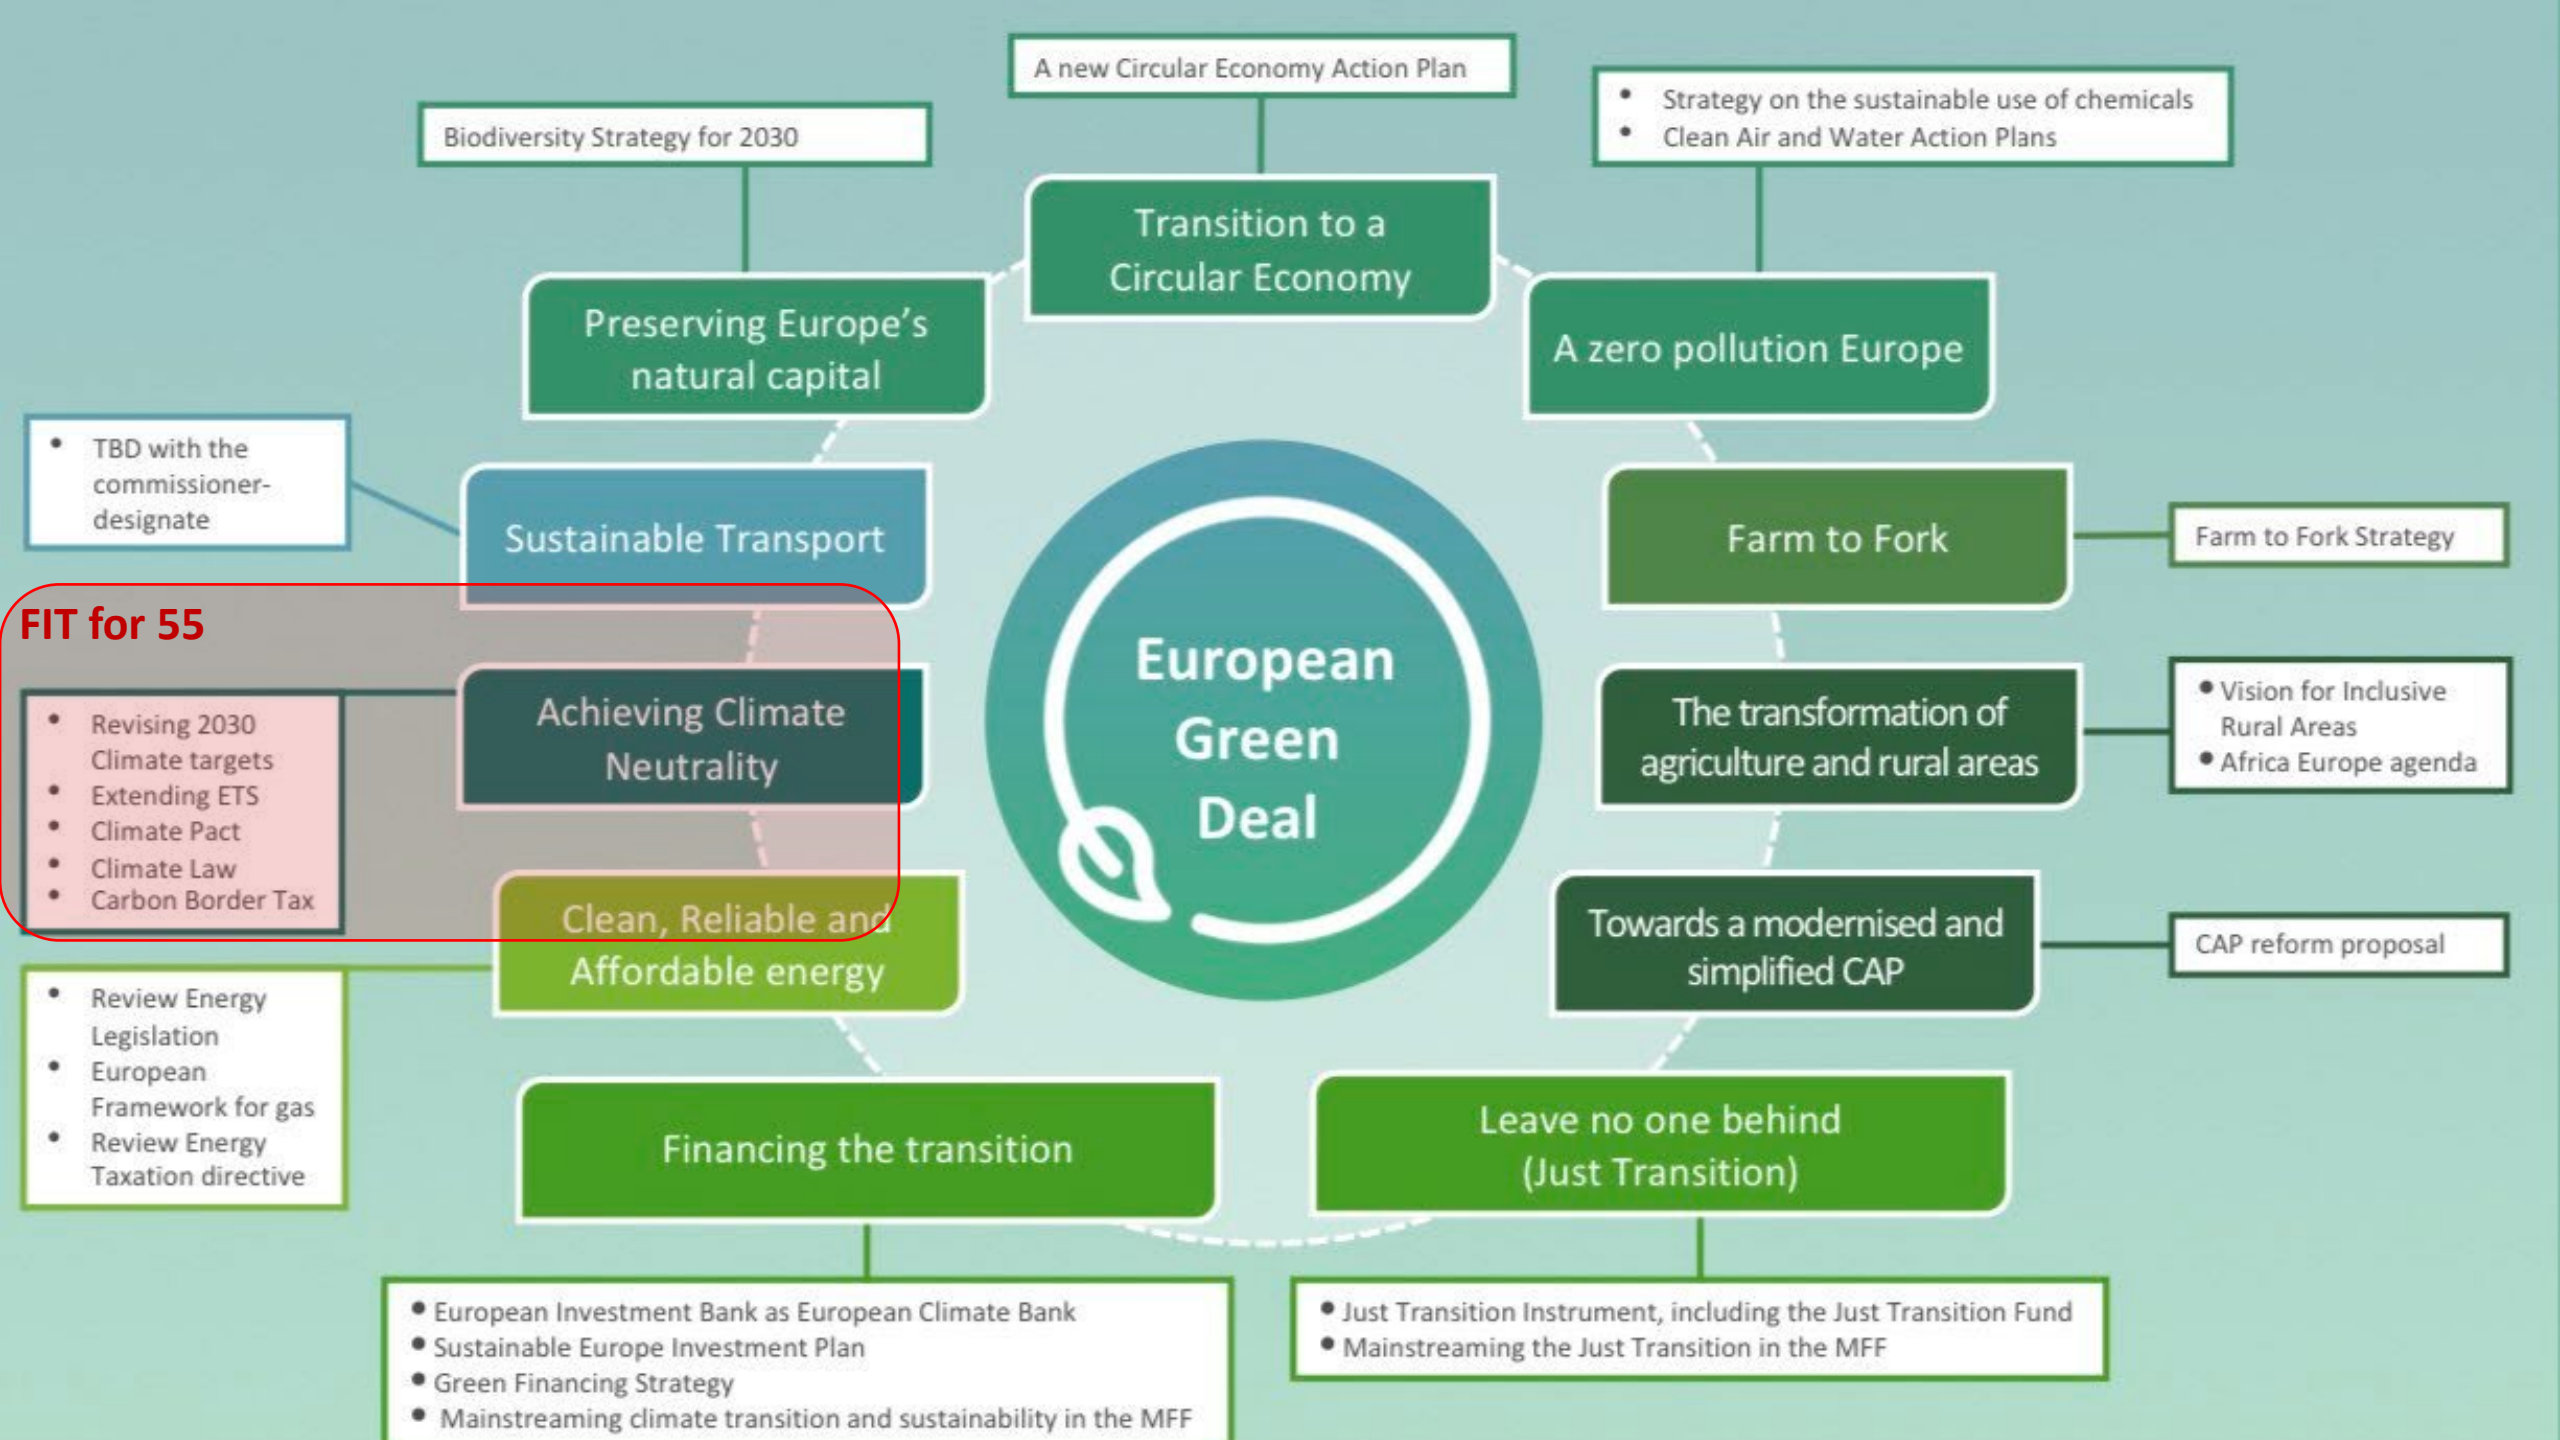 A new Circular Economy Action Plan
• Strategy on the sustainable use of chemicals
• Clean Air and Water Action Plans
Biodiversity Strategy for 2030
Transition to a
Circular Economy
Preserving Europe’s
natural capital
A zero pollution Europe
• TBD with the
commissioner-
designate
Sustainable Transport
Farm to Fork
Farm to Fork Strategy
FIT for 55
• Revising 2030
Climate targets
• Extending ETS
• Climate Pact
• Climate Law
• Carbon Border Tax
Achieving Climate
Neutrality
European
Green
Deal
The transformation of
agriculture and rural areas
• Vision for Inclusive
Rural Areas
• Africa Europe agenda
Clean, Reliable and
Affordable energy
Towards a modernised and
simplified CAP
CAP reform proposal
• Review Energy
Legislation
• European
Framework for gas
• Review Energy
Taxation directive
Financing the transition
Leave no one behind
(Just Transition)
• European Investment Bank as European Climate Bank
• Sustainable Europe Investment Plan
• Green Financing Strategy
• Mainstreaming climate transition and sustainability in the MFF
• Just Transition Instrument, including the Just Transition Fund
• Mainstreaming the Just Transition in the MFF